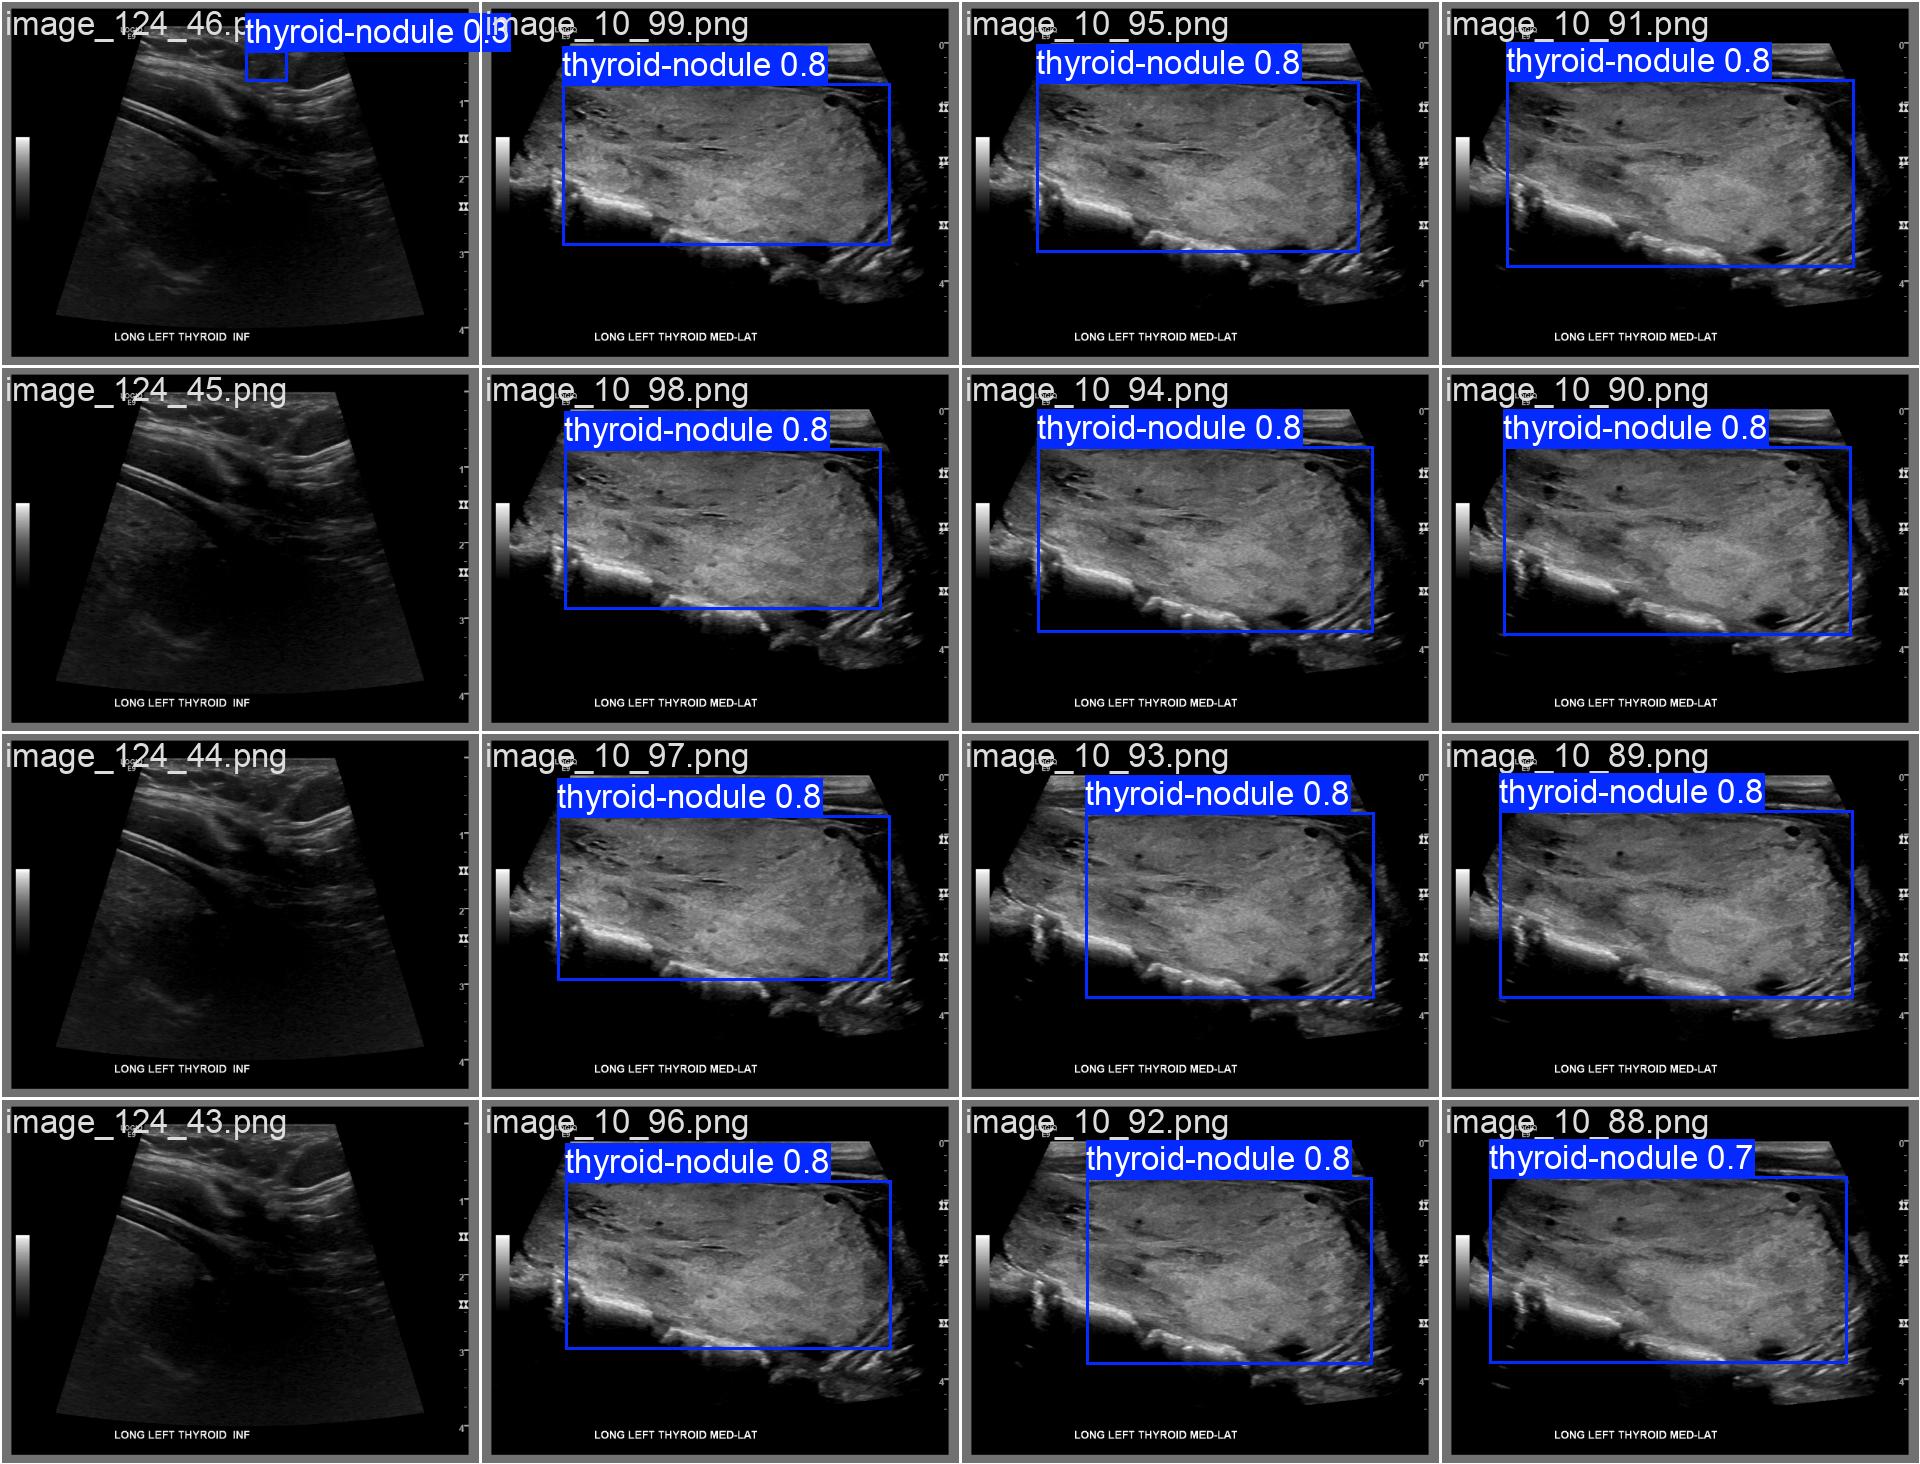 image_124_46.png
thyroid-nodule 0.3
LONG LEFT THYROID INF
image_10_99.png
thyroid-nodule 0.8
LONG LEFT THYROID MED-LAT
image_10_95.png
thyroid-nodule 0.8
LONG LEFT THYROID MED-LAT
image_10_91.png
thyroid-nodule 0.8
LONG LEFT THYROID MED-LAT
image_124_45.png
LONG LEFT THYROID INF
image_10_98.png
thyroid-nodule 0.8
LONG LEFT THYROID MED-LAT
image_10_94.png
thyroid-nodule 0.8
LONG LEFT THYROID MED-LAT
image_10_90.png
thyroid-nodule 0.8
LONG LEFT THYROID MED-LAT
image_124_44.png
LONG LEFT THYROID INF
image_10_97.png
thyroid-nodule 0.8
LONG LEFT THYROID MED-LAT
image_10_93.png
thyroid-nodule 0.8
LONG LEFT THYROID MED-LAT
image_10_89.png
thyroid-nodule 0.8
LONG LEFT THYROID MED-LAT
image_124_43.png
LONG LEFT THYROID INF
image_10_96.png
thyroid-nodule 0.8
LONG LEFT THYROID MED-LAT
image_10_92.png
thyroid-nodule 0.8
LONG LEFT THYROID MED-LAT
image_10_88.png
thyroid-nodule 0.7
LONG LEFT THYROID MED-LAT